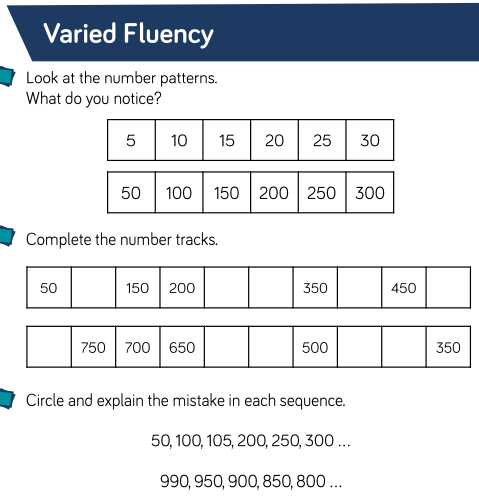 Varied Fluency
Look at the number patterns.
What do you notice?
5 10 15 20 25 30
50 100 150 200 250 300
Complete the number tracks.
50 150 200 350 450
750 700 650 500 350
Circle and explain the mistake in each sequence.
50, 100, 105, 200, 250, 300 ...
990, 950, 900, 850, 800 ...